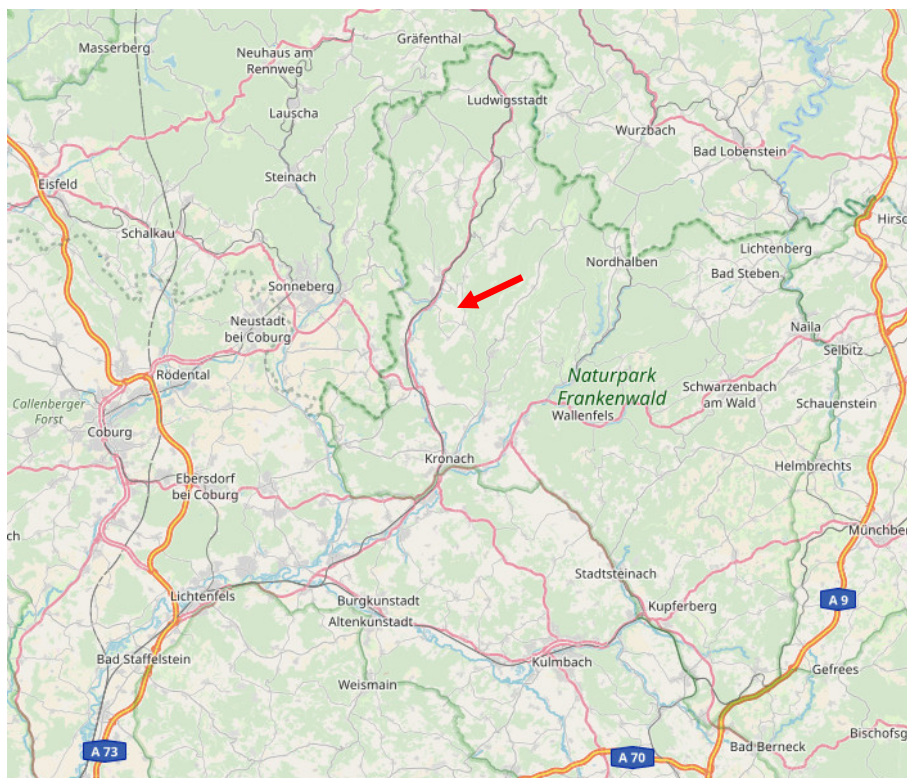 Masserberg
Neuhaus am
Rennweg
Gräfenthal
Lauscha
Ludwigsstadt
Wurzbach
Bad Lobenstein
Eisfeld
Steinach
Schalkau
Sonneberg
Nordhalben
Lichtenberg
Hirsc
Bad Steben
Neustadt
bei Coburg
Naila
Selbitz
Rödental
Naturpark
Frankenwald
Schwarzenbach
am Wald
Callenberger
Forst
Wallenfels
Schauenstein
Coburg
Kronach
Ebersdorf
bei Coburg
Helmbrechts
ch
Münchber
Stadtsteinach
Lichtenfels
Burgkunstadt
Altenkunstadt
Kupferberg
A 9
Bad Staffelstein
Kulmbach
Gefrees
Weismain
A 73
A 70
Bad Berneck
Bischofsg